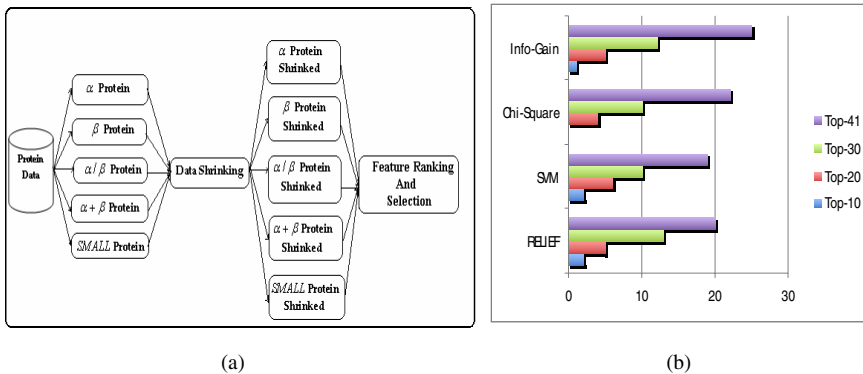 Protein
Data
α Protein
β Protein
α / β Protein
α + β Protein
SMALL Protein
Data Shrinking
α Protein
Shrinked
β Protein
Shrinked
α / β Protein
Shrinked
α + β Protein
Shrinked
SMALL Protein
Shrinked
Feature Ranking
And
Selection
(a)
Info-Gain
Chi-Square
SVM
RELIEF
0 10 20 30
Top-41
Top-30
Top-20
Top-10
(b)